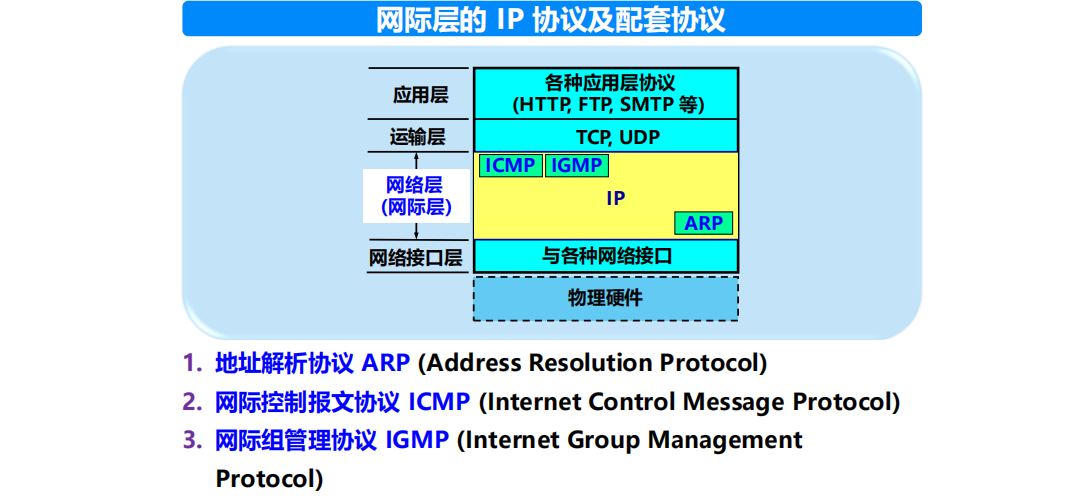 网际层的 IP 协议及配套协议
应用层
各种应用层协议
(HTTP, FTP, SMTP 等)
运输层
TCP, UDP
ICMP
IGMP
网络层
(网际层)
IP
ARP
网络接口层
与各种网络接口
物理硬件
1. 地址解析协议 ARP (Address Resolution Protocol)
2. 网际控制报文协议 ICMP (Internet Control Message Protocol)
3. 网际组管理协议 IGMP (Internet Group Management
Protocol)